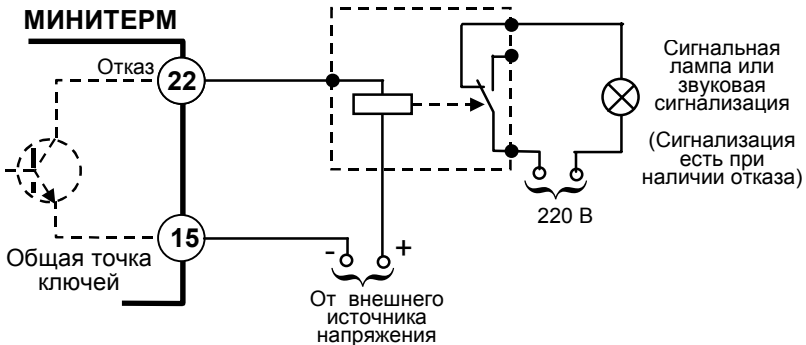 МИНИТЕРМ
Отказ
22
15
Общая точка
ключей
- +
От внешнего
источника
напряжения
220 В
Сигнальная
лампа или
звуковая
сигнализация
(Сигнализация
есть при
наличии отказа)